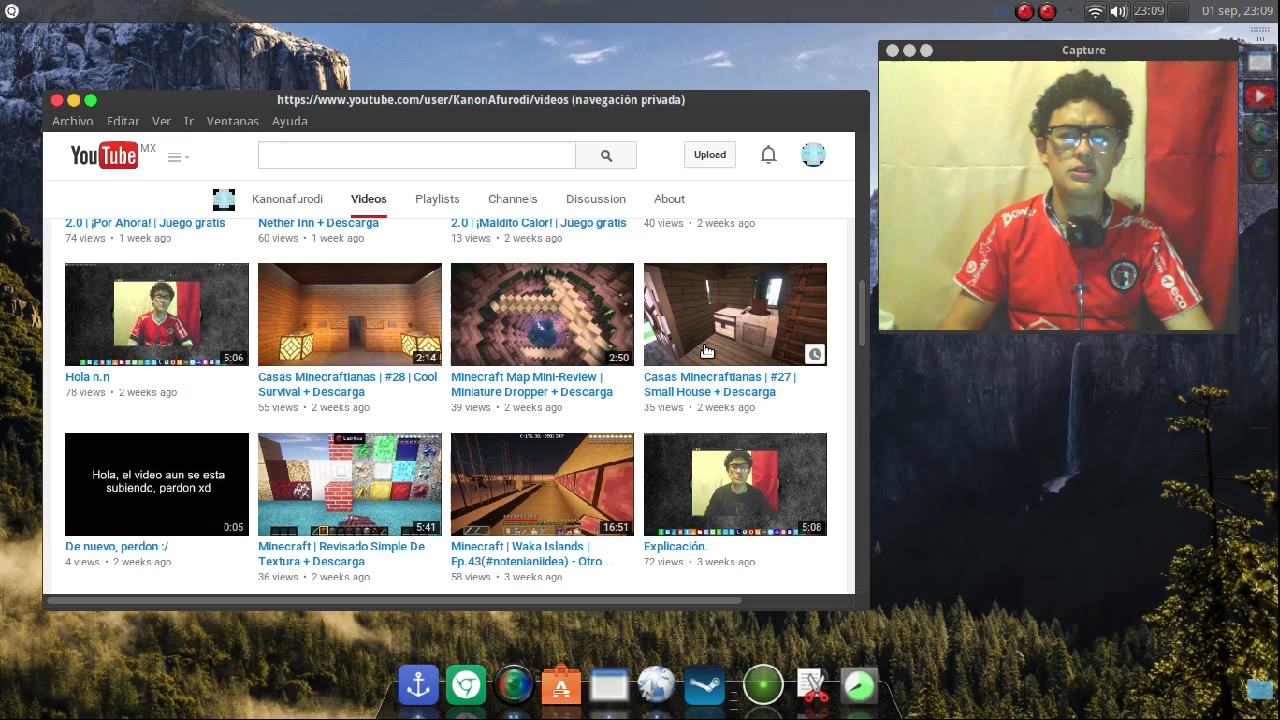 23:09
01 sep, 23:09
Capture
https://www.youtube.com/user/KanonAfurodi/videos (navegación privada)
Archivo Editar Ver Ir Ventanas Ayuda
YouTube MX
Upload
Kanonafurodi Videos Playlists Channels Discussion About
2.0 | ¡Por Ahora! | Juego gratis
74 views • 1 week ago
Nether Inn + Descarga
60 views • 1 week ago
2.0 | ¡Maldito Calor! | Juego gratis
13 views • 2 weeks ago
40 views • 2 weeks ago
5:06
Hola n.n
78 views • 2 weeks ago
2:14
Casas Minecraftianas | #28 | Cool
Survival + Descarga
55 views • 2 weeks ago
2:50
Minecraft Map Mini-Review |
Miniature Dropper + Descarga
39 views • 2 weeks ago
Casas Minecraftianas | #27 |
Small House + Descarga
35 views • 2 weeks ago
Hola, el video aun se esta
subiendo, perdon xd
0:05
De nuevo, perdon :/
4 views • 2 weeks ago
5:41
Minecraft | Revisado Simple De
Textura + Descarga
36 views • 2 weeks ago
16:51
Minecraft | Waka Islands |
Ep.43(#notenianiidea) - Otro...
58 views • 3 weeks ago
5:08
Explicación.
72 views • 3 weeks ago